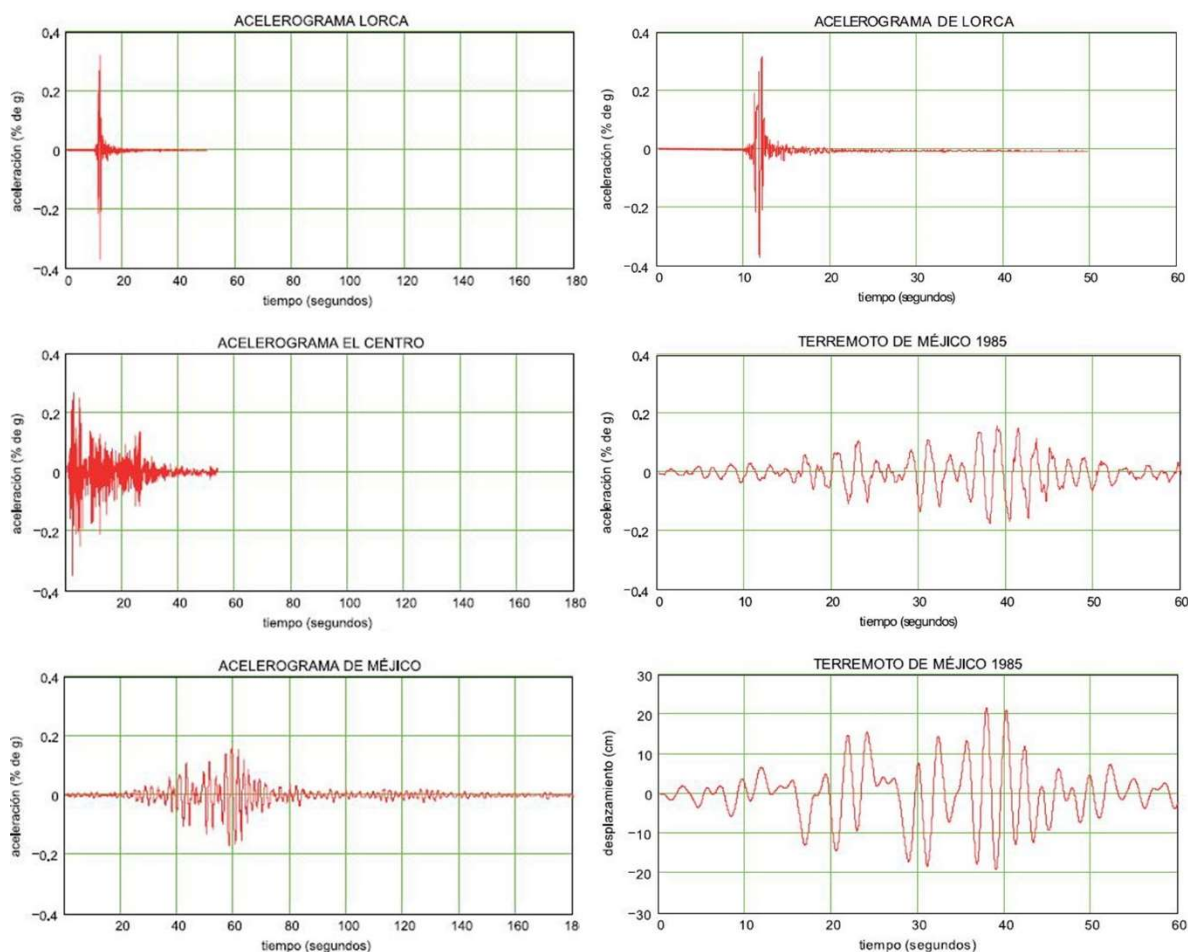 ACELEROGRAMA LORCA
aceleración (% de g)
0.4
0.2
0
−0.2
−0.4
0 20 40 60 80 100 120 140 160 180
tiempo (segundos)
ACELEROGRAMA DE LORCA
aceleración (% de g)
0.4
0.2
0
−0.2
−0.4
0 10 20 30 40 50 60
tiempo (segundos)
ACELEROGRAMA EL CENTRO
aceleración (% de g)
0.4
0.2
0
−0.2
−0.4
20 40 60 80 100 120 140 160 180
tiempo (segundos)
TERREMOTO DE MÉJICO 1985
aceleración (% de g)
0.4
0.2
0
−0.2
−0.4
0 10 20 30 40 50 60
tiempo (segundos)
ACELEROGRAMA DE MÉJICO
aceleración (% de g)
0.4
0.2
0
−0.2
−0.4
20 40 60 80 100 120 140 160 180
tiempo (segundos)
TERREMOTO DE MÉJICO 1985
desplazamiento (cm)
30
20
10
0
−10
−20
−30
0 10 20 30 40 50 60
tiempo (segundos)